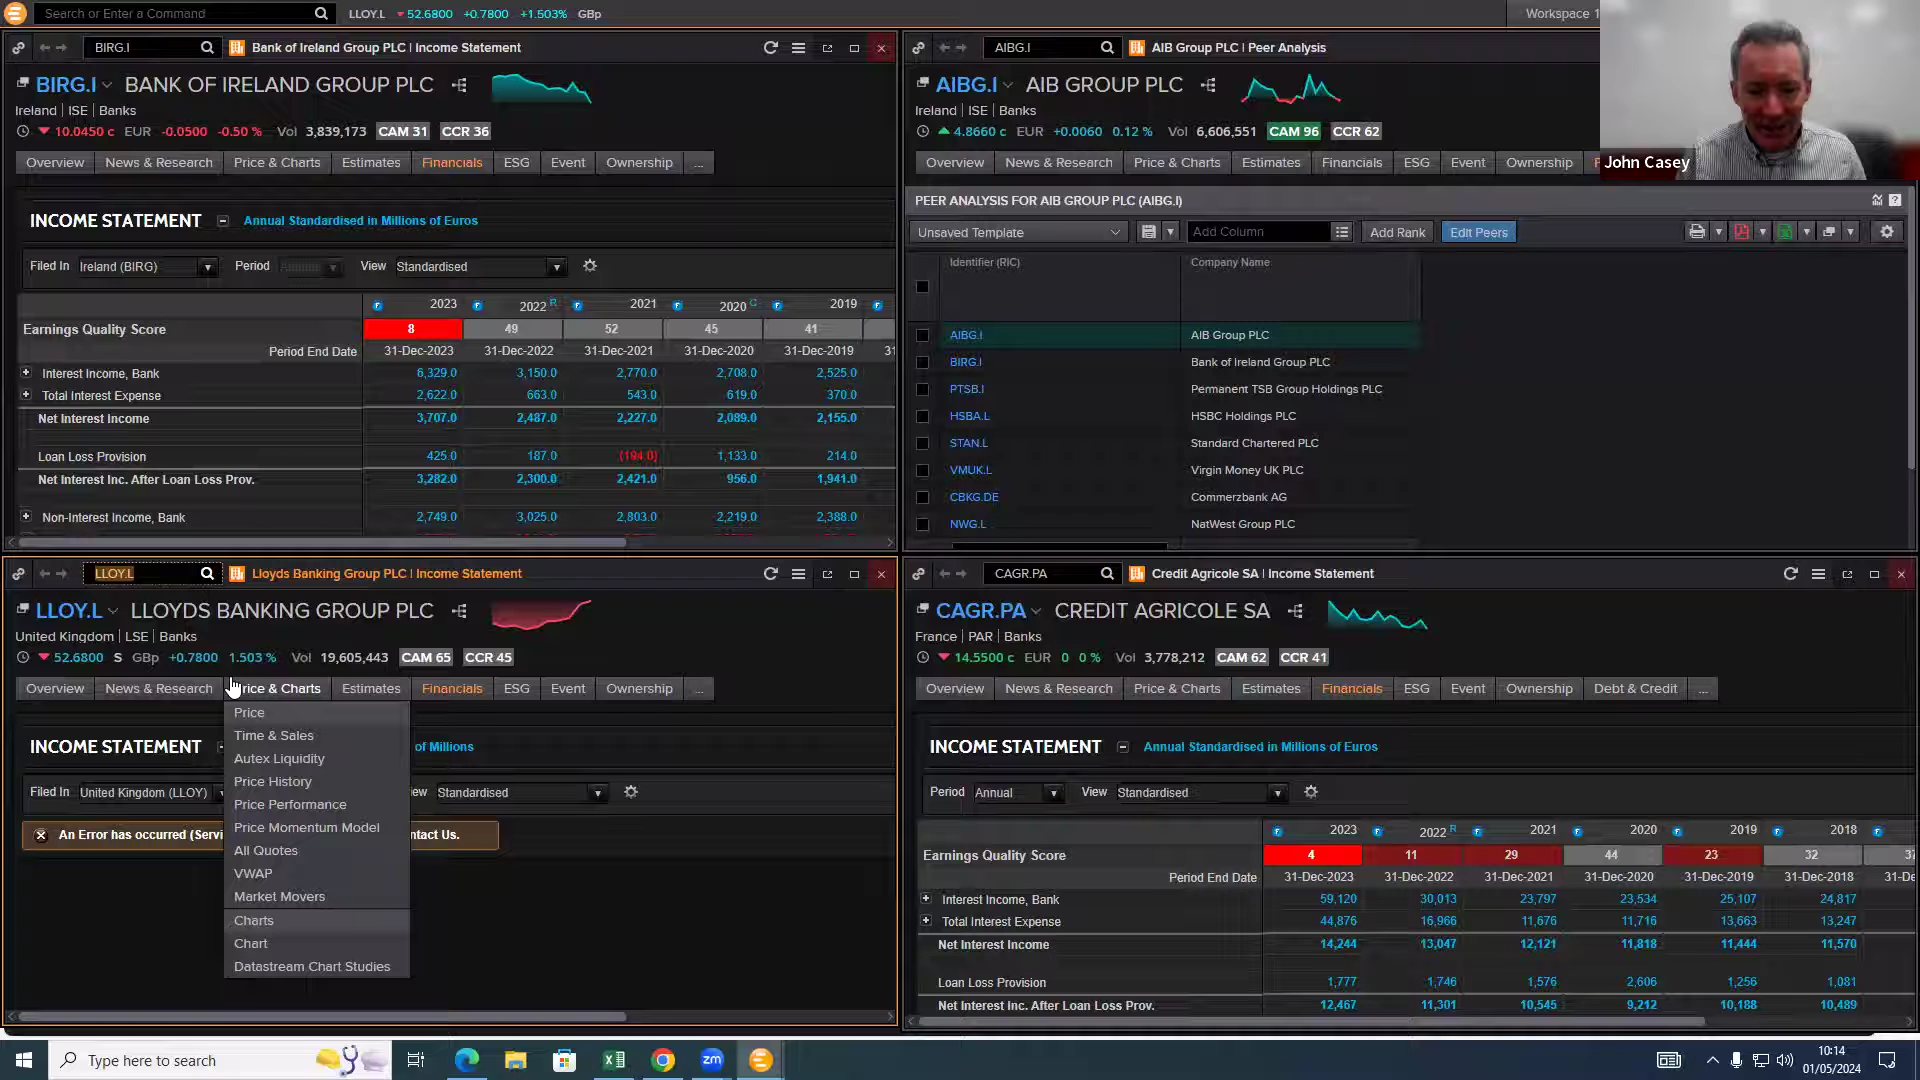 Search or Enter a Command LLOY.L 52.6800 +0.7800 +1.503% GBp Workspace 1
BIRG.I Bank of Ireland Group PLC | Income Statement
BIRG.I BANK OF IRELAND GROUP PLC
Ireland | ISE | Banks
10.0450 c EUR -0.0500 -0.50 % Vol 3,839,173 CAM 31 CCR 36
Overview News & Research Price & Charts Estimates Financials ESG Event Ownership ...
INCOME STATEMENT Annual Standardised in Millions of Euros
Filed In Ireland (BIRG) Period Annual View Standardised
2023 2022 R 2021 2020 C 2019
Earnings Quality Score 8 49 52 45 41
Period End Date 31-Dec-2023 31-Dec-2022 31-Dec-2021 31-Dec-2020 31-Dec-2019 31
Interest Income, Bank 6,329.0 3,150.0 2,770.0 2,708.0 2,525.0
Total Interest Expense 2,622.0 663.0 543.0 619.0 370.0
Net Interest Income 3,707.0 2,487.0 2,227.0 2,089.0 2,155.0
Loan Loss Provision 425.0 187.0 (194.0) 1,133.0 214.0
Net Interest Inc. After Loan Loss Prov. 3,282.0 2,300.0 2,421.0 956.0 1,941.0
Non-Interest Income, Bank 2,749.0 3,025.0 2,803.0 2,219.0 2,388.0
AIBG.I AIB Group PLC | Peer Analysis
AIBG.I AIB GROUP PLC
Ireland | ISE | Banks
4.8660 c EUR +0.0060 0.12 % Vol 6,606,551 CAM 96 CCR 62
Overview News & Research Price & Charts Estimates Financials ESG Event Ownership
John Casey
PEER ANALYSIS FOR AIB GROUP PLC (AIBG.I)
Unsaved Template Add Column Add Rank Edit Peers
Identifier (RIC) Company Name
AIBG.I AIB Group PLC
BIRG.I Bank of Ireland Group PLC
PTSB.I Permanent TSB Group Holdings PLC
HSBA.L HSBC Holdings PLC
STAN.L Standard Chartered PLC
VMUK.L Virgin Money UK PLC
CBKG.DE Commerzbank AG
NWG.L NatWest Group PLC
LLOY.L Lloyds Banking Group PLC | Income Statement
LLOY.L LLOYDS BANKING GROUP PLC
United Kingdom | LSE | Banks
52.6800 S GBp +0.7800 1.503 % Vol 19,605,443 CAM 65 CCR 45
Overview News & Research Price & Charts Estimates Financials ESG Event Ownership ...
Price
Time & Sales
Autex Liquidity
Price History
Price Performance
Price Momentum Model
All Quotes
VWAP
Market Movers
Charts
Chart
Datastream Chart Studies
INCOME STATEMENT of Millions
Filed In United Kingdom (LLOY) iew Standardised
An Error has occurred (Servi ntact Us.
CAGR.PA Credit Agricole SA | Income Statement
CAGR.PA CREDIT AGRICOLE SA
France | PAR | Banks
14.5500 c EUR 0 0 % Vol 3,778,212 CAM 62 CCR 41
Overview News & Research Price & Charts Estimates Financials ESG Event Ownership Debt & Credit ...
INCOME STATEMENT Annual Standardised in Millions of Euros
Period Annual View Standardised
2023 2022 R 2021 2020 2019 2018
Earnings Quality Score 4 11 29 44 23 32 37
Period End Date 31-Dec-2023 31-Dec-2022 31-Dec-2021 31-Dec-2020 31-Dec-2019 31-Dec-2018 31-De
Interest Income, Bank 59,120 30,013 23,797 23,534 25,107 24,817
Total Interest Expense 44,876 16,966 11,676 11,716 13,663 13,247
Net Interest Income 14,244 13,047 12,121 11,818 11,444 11,570
Loan Loss Provision 1,777 1,746 1,576 2,606 1,256 1,081
Net Interest Inc. After Loan Loss Prov. 12,467 11,301 10,545 9,212 10,188 10,489
Type here to search zm 10:14
01/05/2024